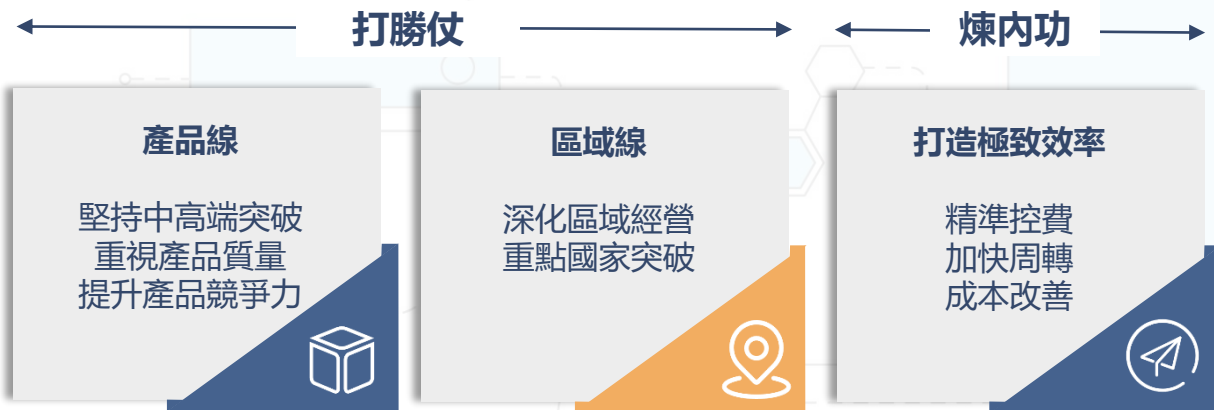 打勝仗
煉內功
產品線
堅持中高端突破
重視產品質量
提升產品競爭力
區域線
深化區域經營
重點國家突破
打造極致效率
精準控費
加快周轉
成本改善